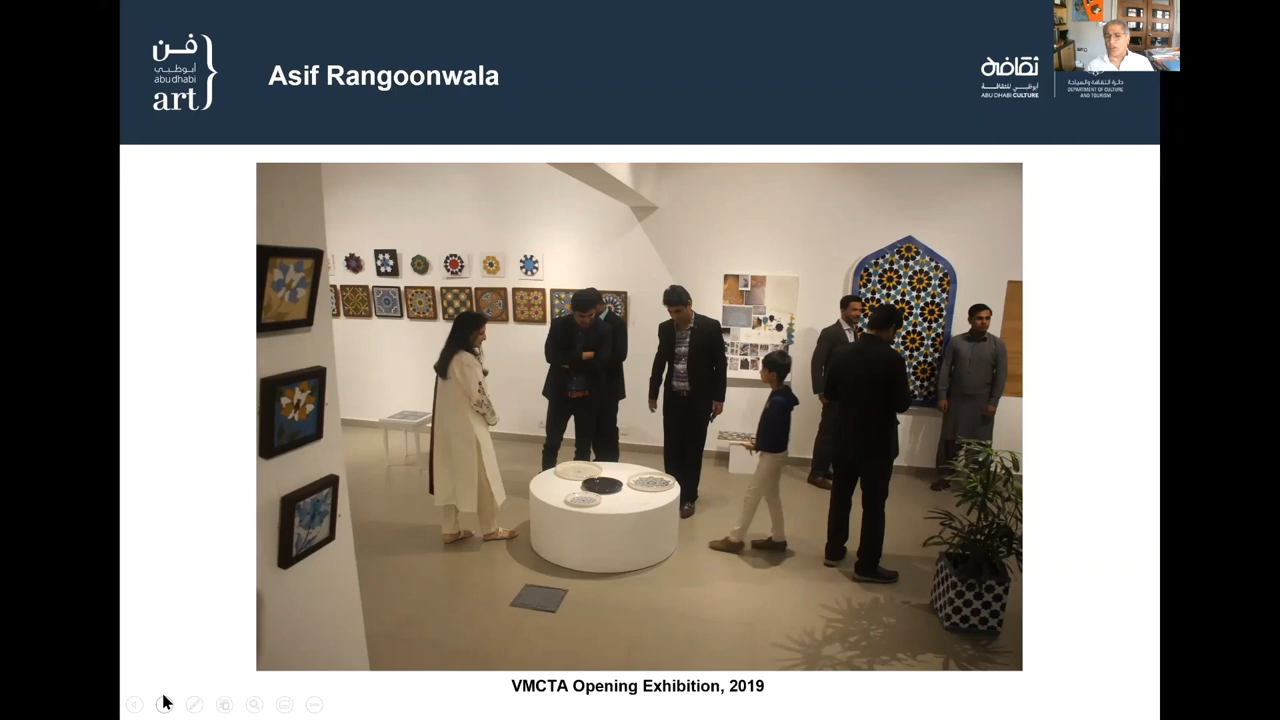 فن
أبوظبي
abu dhabi
art
Asif Rangoonwala
ثقافة
أبوظبي للثقافة
ABU DHABI CULTURE
دائرة الثقافة والسياحة
DEPARTMENT OF CULTURE
AND TOURISM
VMCTA Opening Exhibition, 2019